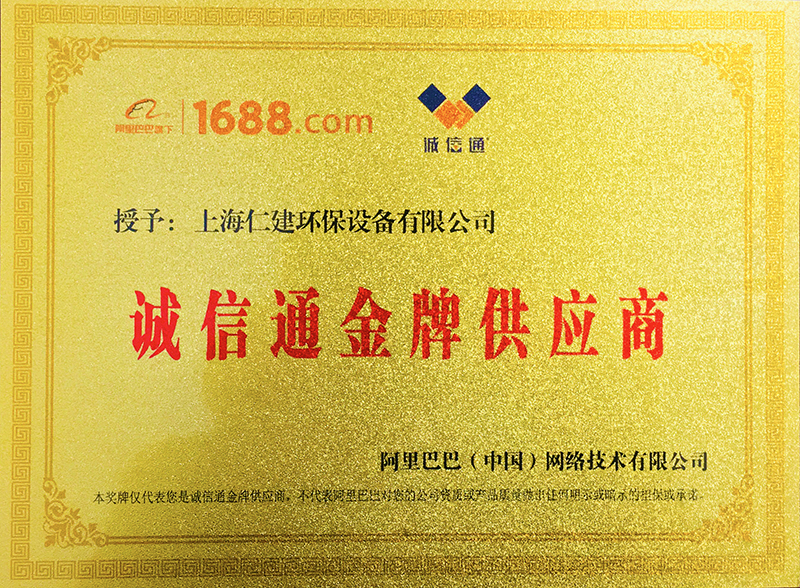 阿里巴巴旗下 1688.com
诚信通
授予：上海仁建环保设备有限公司
诚信通金牌供应商
阿里巴巴（中国）网络技术有限公司
本奖牌仅代表您是诚信通金牌供应商，不代表阿里巴巴对您的公司资质或产品质量做出任何明示或暗示的担保或承诺。